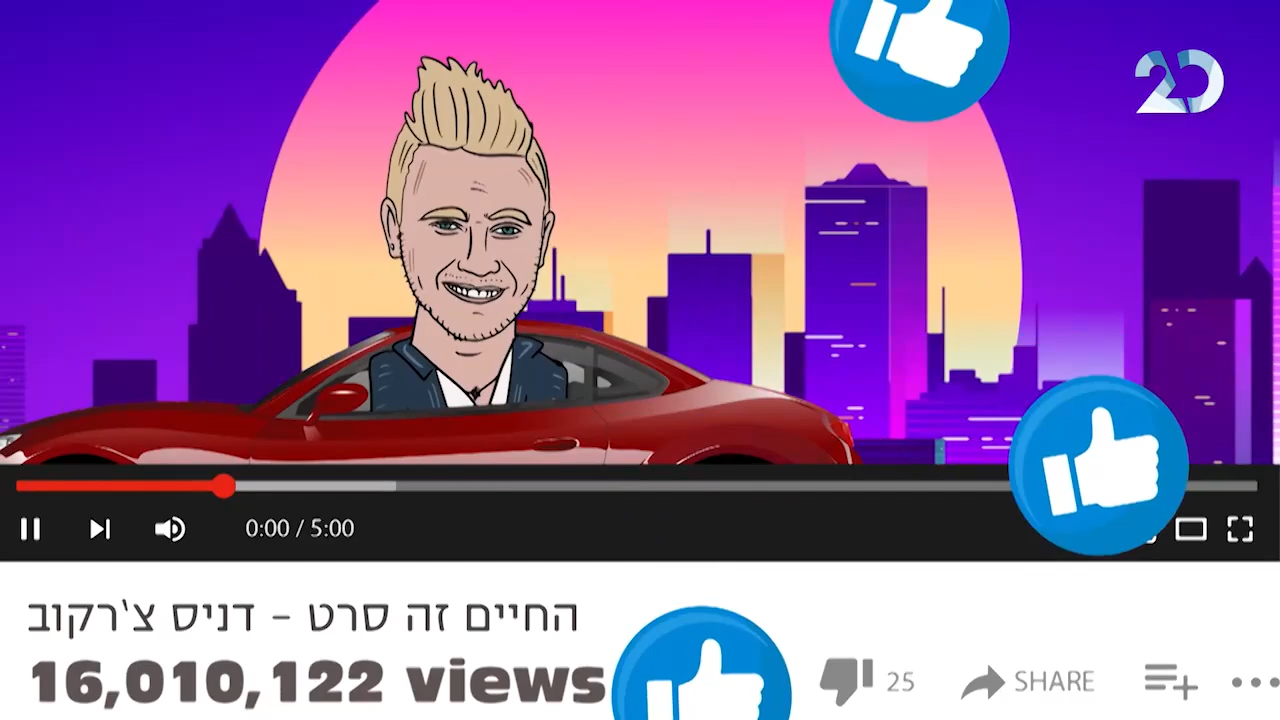 20
0:00 / 5:00
החיים זה סרט - דניס צ'רקוב
16,010,122 views
25
SHARE